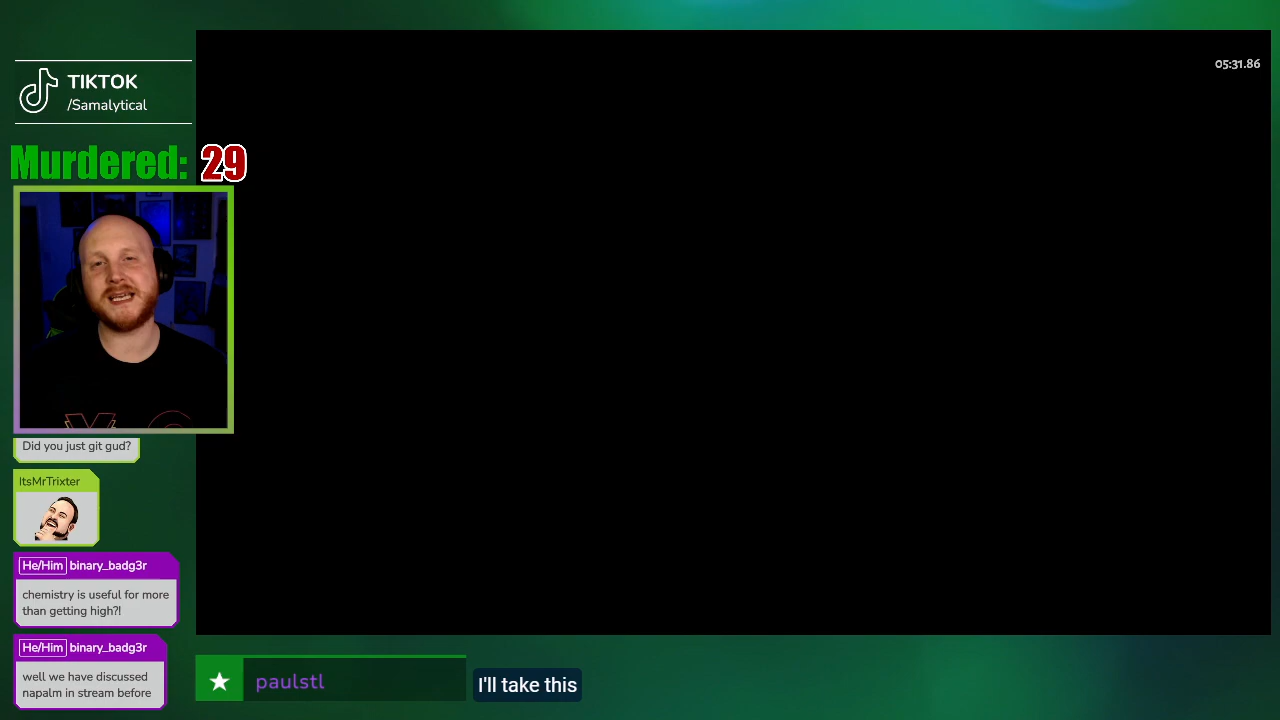 TIKTOK
/Samalytical
05:31.86
Murdered: 29
Did you just git gud?
ItsMrTrixter
He/Him binary_badg3r
chemistry is useful for more
than getting high?!
He/Him binary_badg3r
well we have discussed
napalm in stream before
paulstl
I'll take this